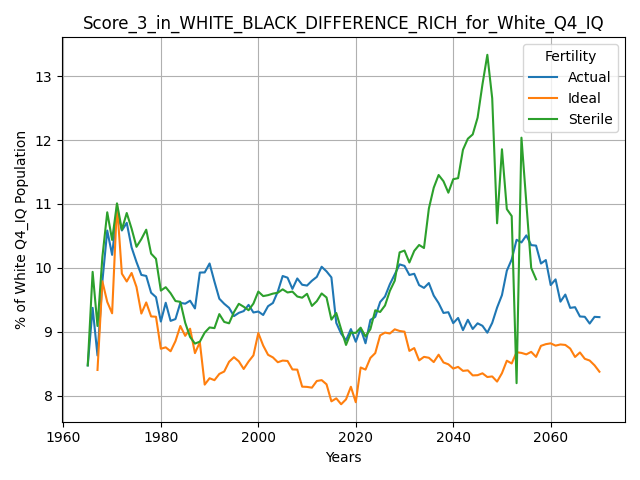 Score_3_in_WHITE_BLACK_DIFFERENCE_RICH_for_White_Q4_IQ
Fertility
Actual
Ideal
Sterile
% of White Q4_IQ Population
13
12
11
10
9
8
1960
1980
2000
2020
2040
2060
Years